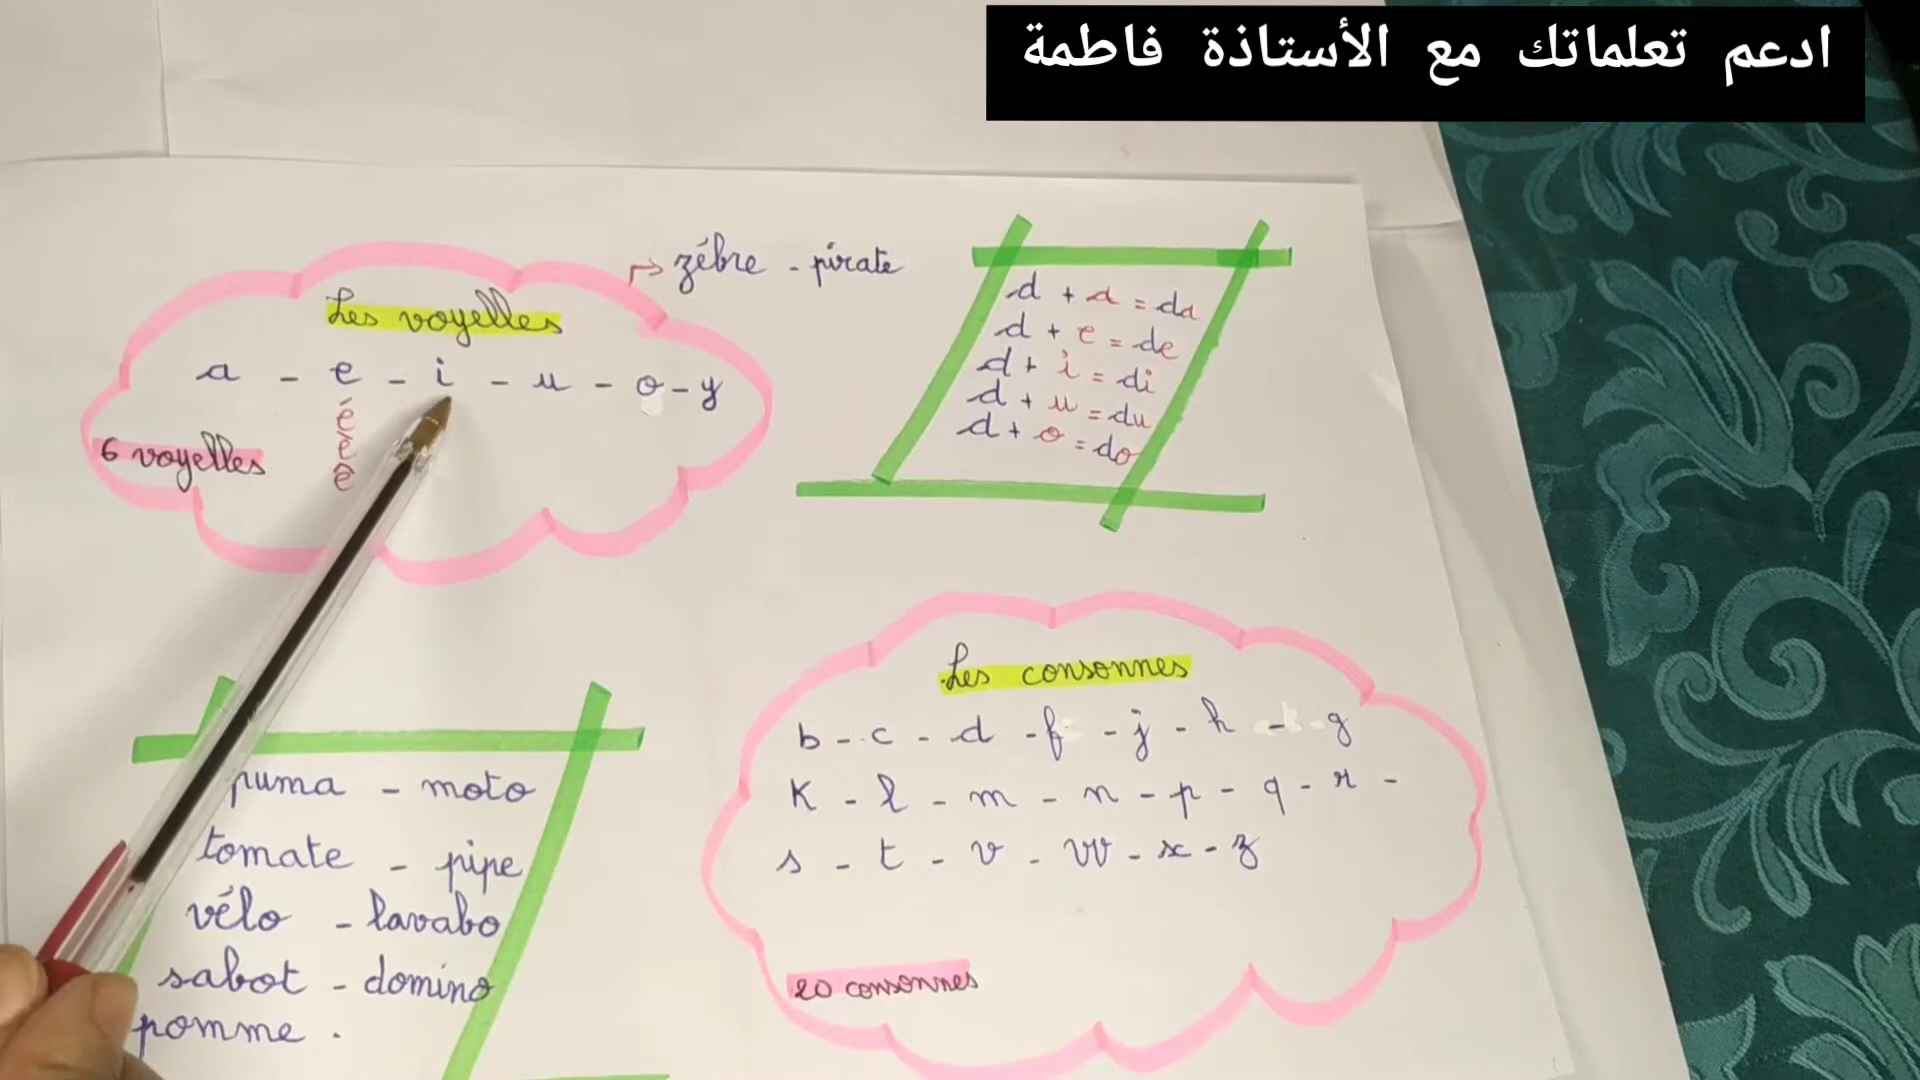 ادعم تعلماتك مع الأستاذة فاطمة
zébre - pirate
Les voyelles
a - e - i - u - o - y
é
è
ê
6 voyelles
d + a = da
d + e = de
d + i = di
d + u = du
d + o = do
Les consonnes
b - c - d - f - j - h - g
K - l - m - n - p - q - r -
s - t - v - w - x - z
20 consonnes
puma - moto
tomate - pipe
vélo - lavabo
sabot - domino
pomme .